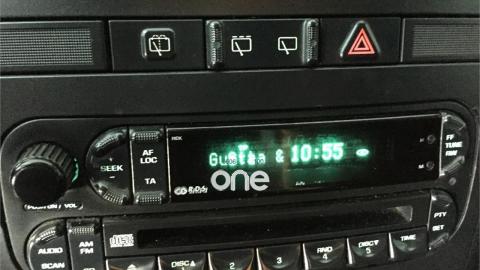 SEEK
AF
LOC
TA
HDK
10:55
R.D.S
one
FF
TUNE
RW
H
M
AUDIO
SCAN
AM
FM
DISC▲
2
3
RND
4
DISC▼
5
TIME
PTY
SET